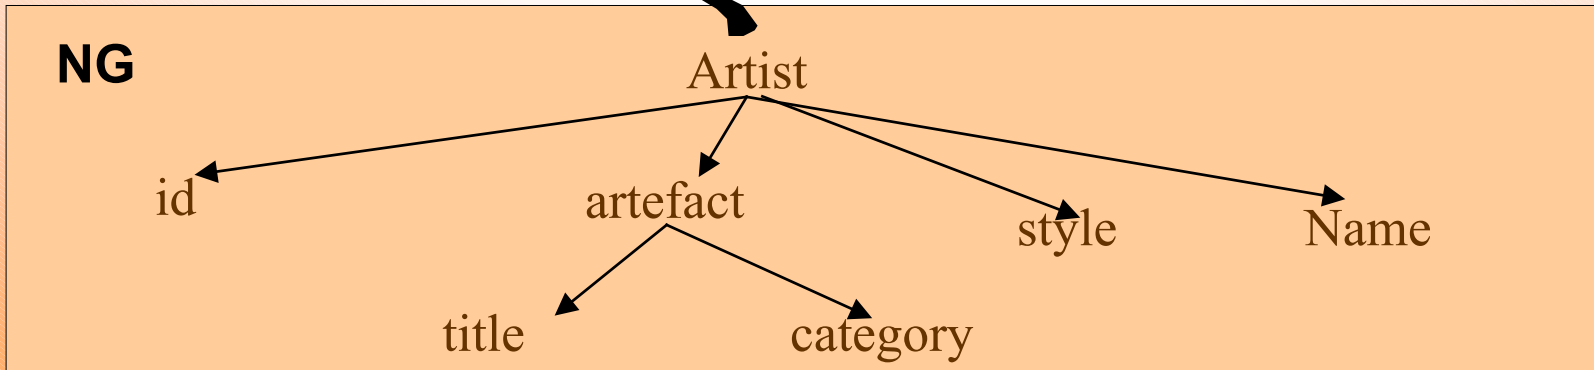 NG
Artist
id
artefact
style
Name
title
category